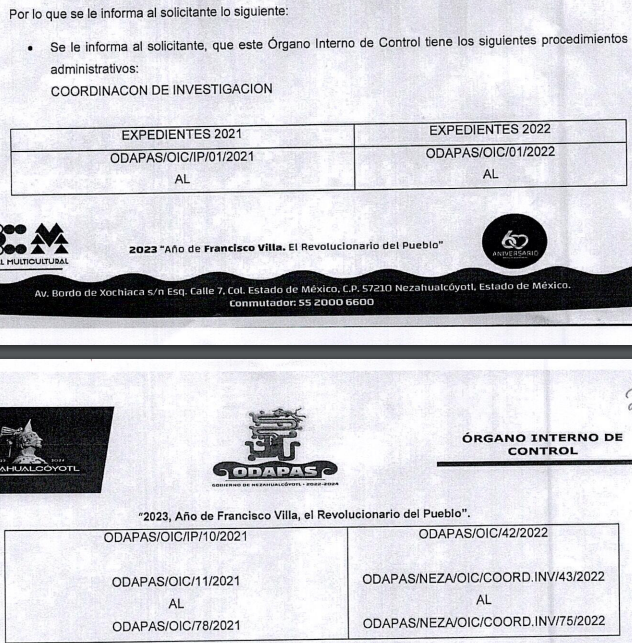 Por lo que se le informa al solicitante lo siguiente:
• Se le informa al solicitante, que este Órgano Interno de Control tiene los siguientes procedimientos
administrativos:
COORDINACON DE INVESTIGACION
EXPEDIENTES 2021 EXPEDIENTES 2022
ODAPAS/OIC/IP/01/2021 ODAPAS/OIC/01/2022
AL AL
L MULTICULTURAL
2023 "Año de Francisco Villa. El Revolucionario del Pueblo"
60
ANIVERSARIO
Av. Bordo de Xochiaca s/n Esq. Calle 7, Col. Estado de México, C.P. 57210 Nezahualcóyotl, Estado de México.
Conmutador: 55 2000 6600
AHUALCÓYOTL
ODAPAS
GOBIERNO DE NEZAHUALCÓYOTL • 2022-2024
ÓRGANO INTERNO DE
CONTROL
"2023, Año de Francisco Villa, el Revolucionario del Pueblo".
ODAPAS/OIC/IP/10/2021 ODAPAS/OIC/42/2022
ODAPAS/OIC/11/2021 ODAPAS/NEZA/OIC/COORD.INV/43/2022
AL AL
ODAPAS/OIC/78/2021 ODAPAS/NEZA/OIC/COORD.INV/75/2022